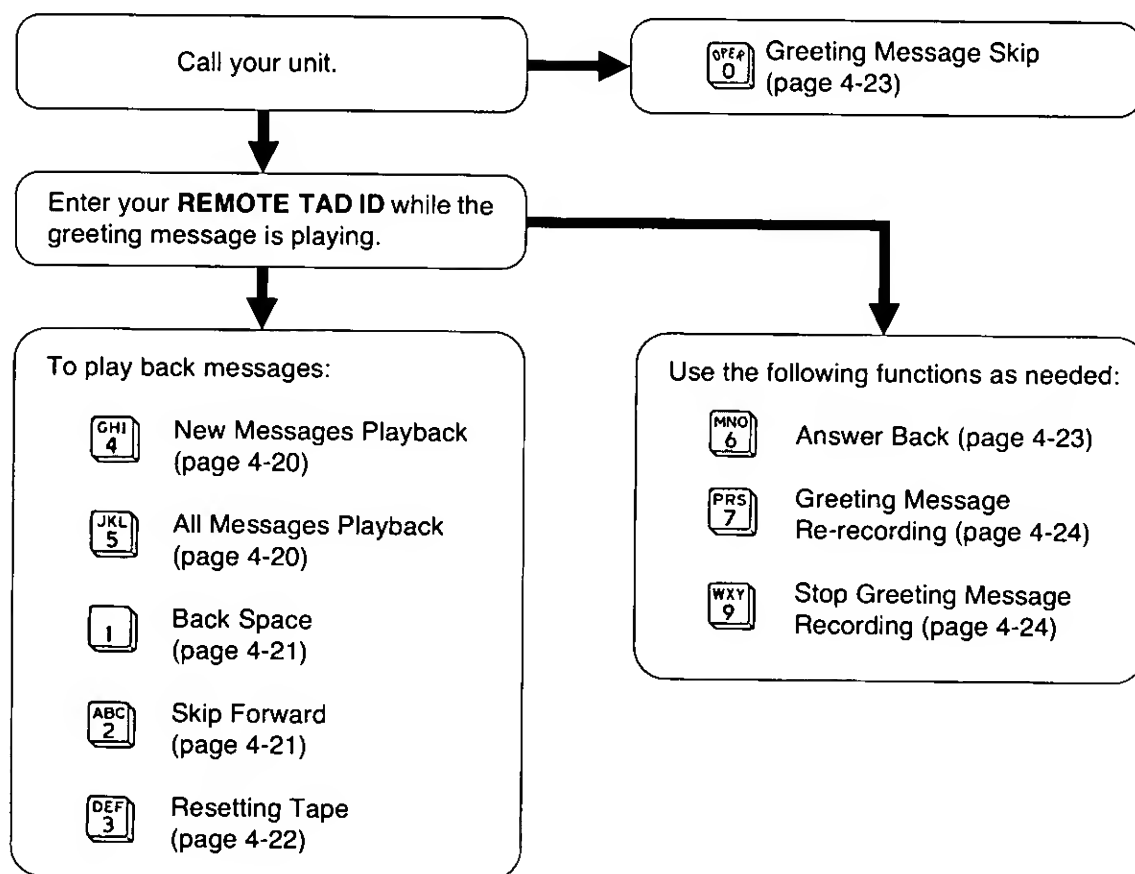 Call your unit.
OPER
0
Greeting Message Skip
(page 4-23)
Enter your REMOTE TAD ID while the
greeting message is playing.
To play back messages:
GHI
4
New Messages Playback
(page 4-20)
JKL
5
All Messages Playback
(page 4-20)
1
Back Space
(page 4-21)
ABC
2
Skip Forward
(page 4-21)
DEF
3
Resetting Tape
(page 4-22)
Use the following functions as needed:
MNO
6
Answer Back (page 4-23)
PRS
7
Greeting Message
Re-recording (page 4-24)
WXY
9
Stop Greeting Message
Recording (page 4-24)